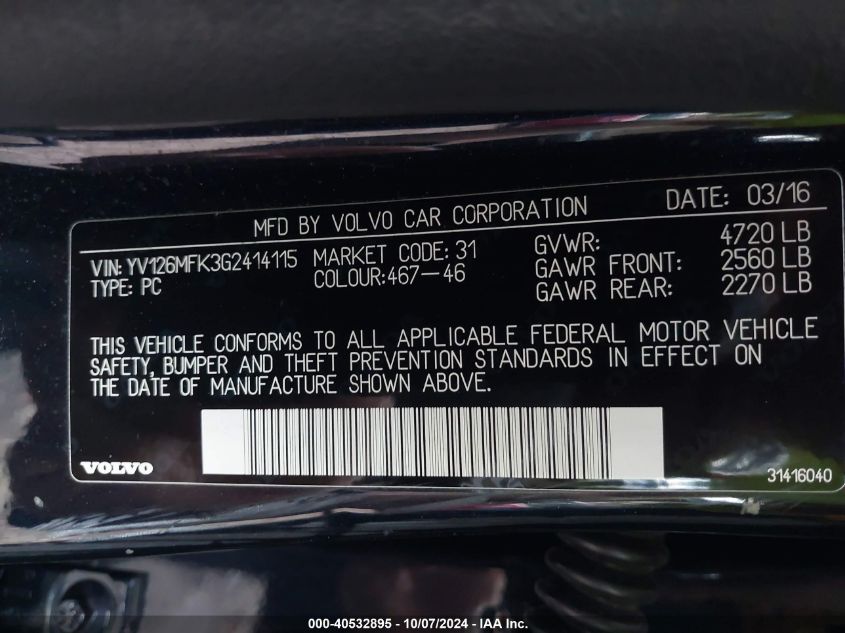 MFD BY VOLVO CAR CORPORATION DATE: 03/16
VIN: YV126MFK3G2414115 MARKET CODE: 31 GVWR: 4720 LB
TYPE: PC COLOUR:467-46 GAWR FRONT: 2560 LB
GAWR REAR: 2270 LB
THIS VEHICLE CONFORMS TO ALL APPLICABLE FEDERAL MOTOR VEHICLE
SAFETY, BUMPER AND THEFT PREVENTION STANDARDS IN EFFECT ON
THE DATE OF MANUFACTURE SHOWN ABOVE.
VOLVO 31416040
000-40532895 - 10/07/2024 - IAA Inc.